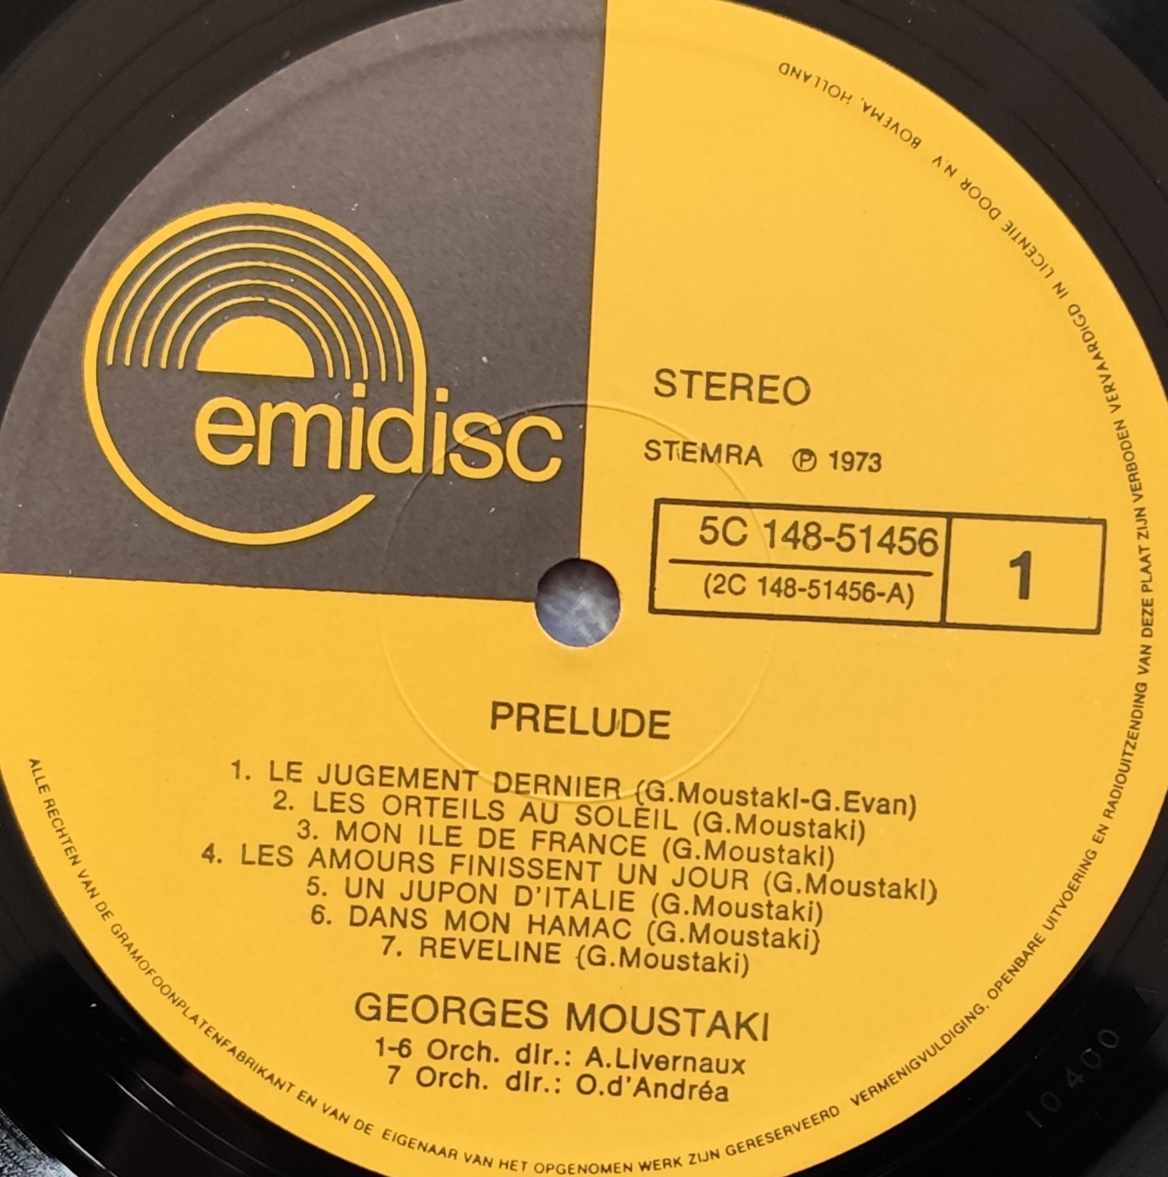 emidisc
STEREO
STEMRA Ⓟ 1973
5C 148-51456
(2C 148-51456-A)
1
PRELUDE
1. LE JUGEMENT DERNIER (G.Moustaki-G.Evan)
2. LES ORTEILS AU SOLEIL (G.Moustaki)
3. MON ILE DE FRANCE (G.Moustaki)
4. LES AMOURS FINISSENT UN JOUR (G.Moustaki)
5. UN JUPON D'ITALIE (G.Moustaki)
6. DANS MON HAMAC (G.Moustaki)
7. REVELINE (G.Moustaki)
GEORGES MOUSTAKI
1-6 Orch. dir.: A.Livernaux
7 Orch. dir.: O.d'Andréa
ALLE RECHTEN VAN DE GRAMOFOONPLATENFABRIKANT EN VAN DE EIGENAAR VAN HET OPGENOMEN WERK ZIJN GERESERVEERD VERMENIGVULDIGING, OPENBARE UITVOERING EN RADIOUITZENDING VAN DEZE PLAAT ZIJN VERBODEN VERVAARDIGD IN LICENTIE DOOR N.V. BOVEMA, HOLLAND
10400